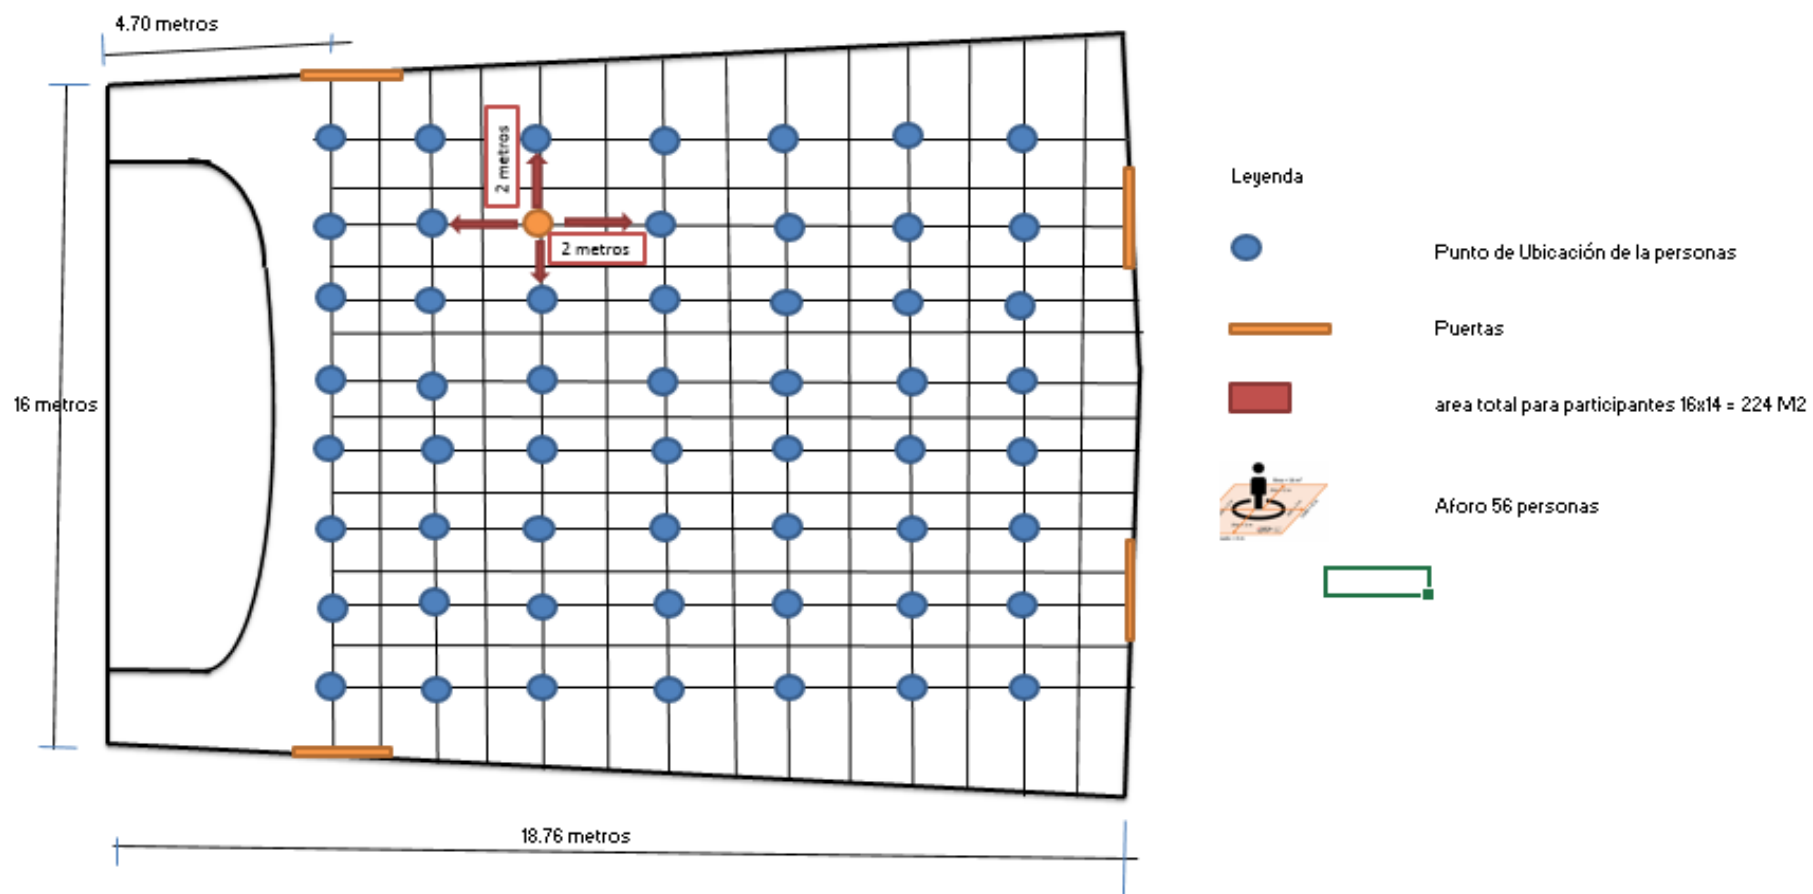 4.70 metros
2 metros
2 metros
16 metros
18.76 metros
Leyenda
Punto de Ubicación de la personas
Puertas
area total para participantes 16x14 = 224 M2
Aforo 56 personas